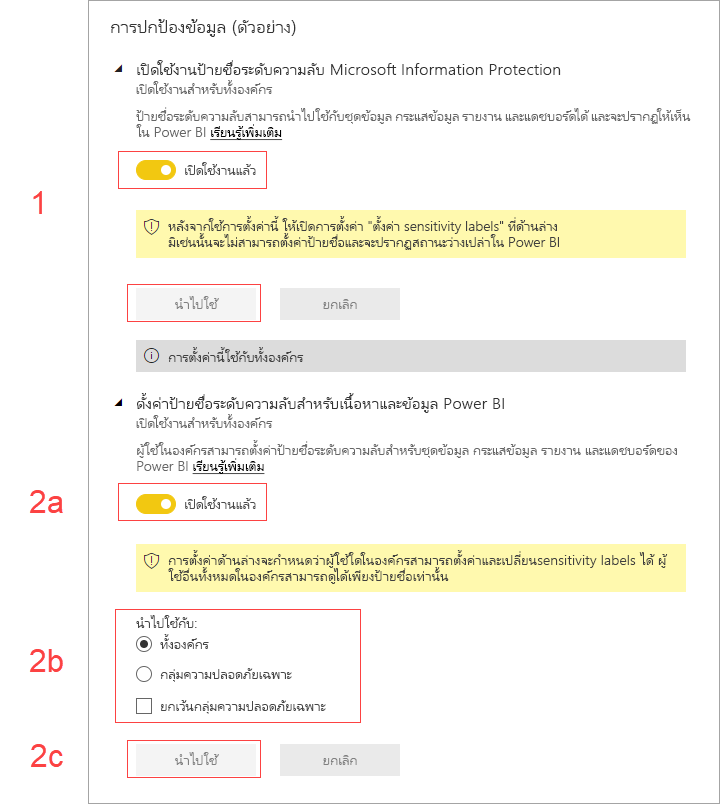 การปกป้องข้อมูล (ตัวอย่าง)
เปิดใช้งานป้ายชื่อระดับความลับ Microsoft Information Protection
เปิดใช้งานสำหรับทั้งองค์กร
ป้ายชื่อระดับความลับสามารถนำไปใช้กับชุดข้อมูล กระแสข้อมูล รายงาน และแดชบอร์ดได้ และจะปรากฏให้เห็น
ใน Power BI เรียนรู้เพิ่มเติม
เปิดใช้งานแล้ว
1
หลังจากใช้การตั้งค่านี้ ให้เปิดการตั้งค่า "ตั้งค่า sensitivity labels" ที่ด้านล่าง
มิเช่นนั้นจะไม่สามารถตั้งค่าป้ายชื่อและจะปรากฏสถานะว่างเปล่าใน Power BI
นำไปใช้ ยกเลิก
การตั้งค่านี้ใช้กับทั้งองค์กร
ตั้งค่าป้ายชื่อระดับความลับสำหรับเนื้อหาและข้อมูล Power BI
เปิดใช้งานสำหรับทั้งองค์กร
ผู้ใช้ในองค์กรสามารถตั้งค่าป้ายชื่อระดับความลับสำหรับชุดข้อมูล กระแสข้อมูล รายงาน และแดชบอร์ดของ
Power BI เรียนรู้เพิ่มเติม
2a เปิดใช้งานแล้ว
การตั้งค่าด้านล่างจะกำหนดว่าผู้ใช้ใดในองค์กรสามารถตั้งค่าและเปลี่ยนsensitivity labels ได้ ผู้
ใช้อื่นทั้งหมดในองค์กรสามารถดูได้เพียงป้ายชื่อเท่านั้น
นำไปใช้กับ:
ทั้งองค์กร
2b
กลุ่มความปลอดภัยเฉพาะ
ยกเว้นกลุ่มความปลอดภัยเฉพาะ
2c นำไปใช้ ยกเลิก